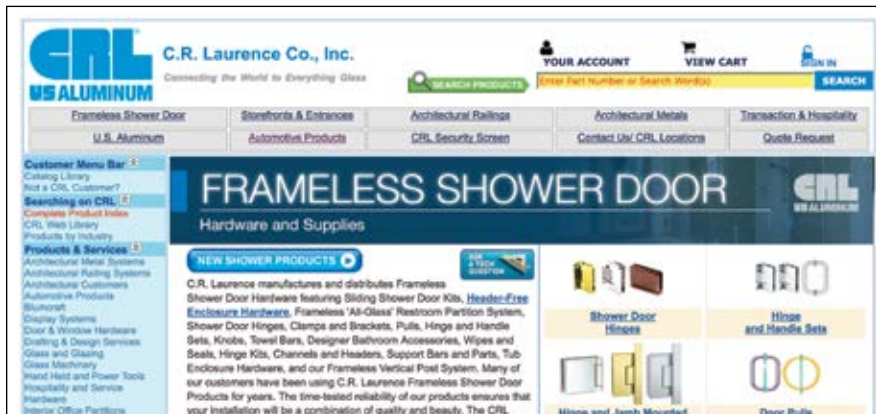 CRL
US ALUMINUM
C.R. Laurence Co., Inc.
Connecting the World to Everything Glass
YOUR ACCOUNT
VIEW CART
SIGN IN
SEARCH PRODUCTS
Enter Part Number or Search Word(s)
SEARCH
Frameless Shower Door
Storefronts & Entrances
Architectural Railings
Architectural Metals
Transaction & Hospitality
U.S. Aluminum
Automotive Products
CRL Security Screen
Contact Us/ CRL Locations
Quote Request
Customer Menu Bar
Catalog Library
Not a CRL Customer?
Searching on CRL
Complete Product Index
CRL Web Library
Products by Industry
Products & Services
Architectural Metal Systems
Architectural Railing Systems
Architectural Customers
Automotive Products
Blumcraft
Display Systems
Door & Window Hardware
Drafting & Design Services
Glass and Glazing
Glass Machinery
Hand Held and Power Tools
Hospitality and Service
Hardware
Interior Office Partitions
FRAMELESS SHOWER DOOR
Hardware and Supplies
CRL
US ALUMINUM
NEW SHOWER PRODUCTS
ASK
A TECH
QUESTION
C.R. Laurence manufactures and distributes Frameless
Shower Door Hardware featuring Sliding Shower Door Kits, Header-Free
Enclosure Hardware, Frameless 'All-Glass' Restroom Partition System,
Shower Door Hinges, Clamps and Brackets, Pulls, Hinge and Handle
Sets, Knobs, Towel Bars, Designer Bathroom Accessories, Wipes and
Seals, Hinge Kits, Channels and Headers, Support Bars and Parts, Tub
Enclosure Hardware, and our Frameless Vertical Post System. Many of
our customers have been using C.R. Laurence Frameless Shower Door
Products for years. The time-tested reliability of our products ensures that
your installation will be a combination of quality and beauty. The CRL
Shower Door
Hinges
Hinge
and Handle Sets
Hinge and Jamb Mounted
Door Pulls